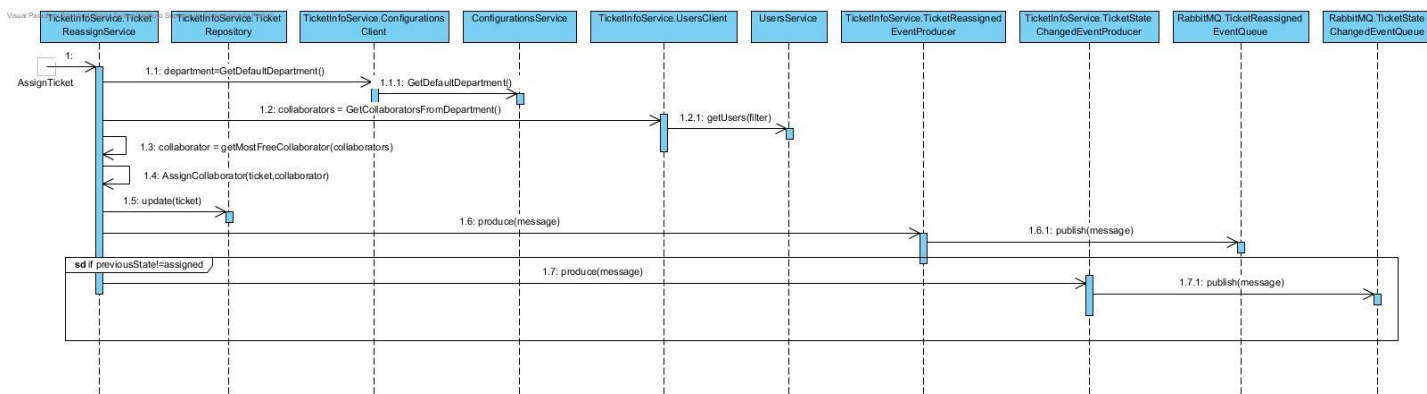 TicketInfoService.Ticket
ReassignService
TicketInfoService.Ticket
Repository
TicketInfoService.Configurations
Client
ConfigurationsService
TicketInfoService.UsersClient
UsersService
TicketInfoService.TicketReassigned
EventProducer
TicketInfoService.TicketState
ChangedEventProducer
RabbitMQ.TicketReassigned
EventQueue
RabbitMQ.TicketState
ChangedEventQueue
1:
AssignTicket
1.1: department=GetDefaultDepartment()
1.1.1: GetDefaultDepartment()
1.2: collaborators = GetCollaboratorsFromDepartment()
1.2.1: getUsers(filter)
1.3: collaborator = getMostFreeCollaborator(collaborators)
1.4: AssignCollaborator(ticket,collaborator)
1.5: update(ticket)
1.6: produce(message)
1.6.1: publish(message)
sd if previousState!=assigned
1.7: produce(message)
1.7.1: publish(message)